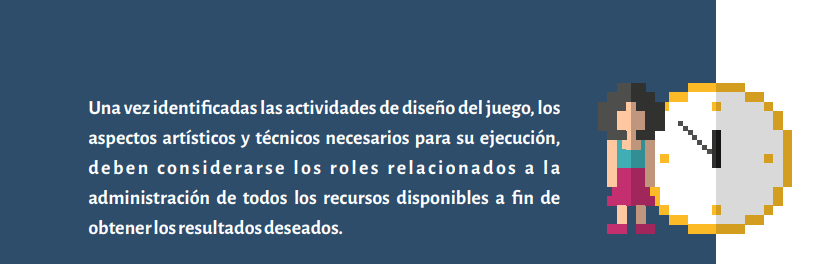 Una vez identificadas las actividades de diseño del juego, los
aspectos artísticos y técnicos necesarios para su ejecución,
deben considerarse los roles relacionados a la
administración de todos los recursos disponibles a fin de
obtener los resultados deseados.